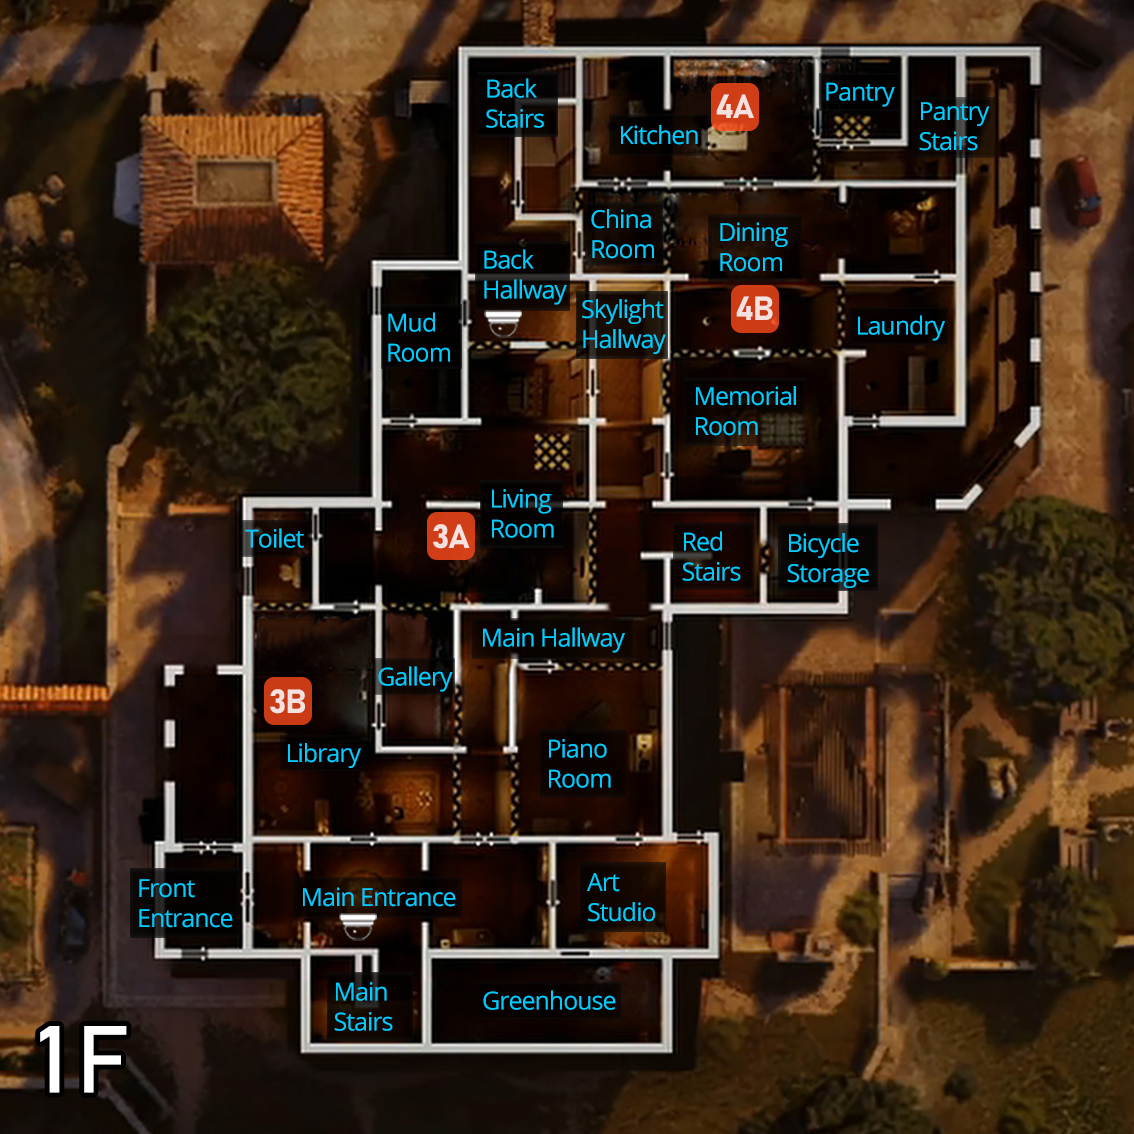 Back
Stairs
4A
Pantry
Kitchen
Pantry
Stairs
China
Room
Dining
Room
Back
Hallway
Skylight
Hallway
4B
Mud
Room
Laundry
Memorial
Room
Living
Room
3A
Toilet
Red
Stairs
Bicycle
Storage
Main Hallway
Gallery
3B
Library
Piano
Room
Front
Entrance
Main Entrance
Art
Studio
Main
Stairs
Greenhouse
1F